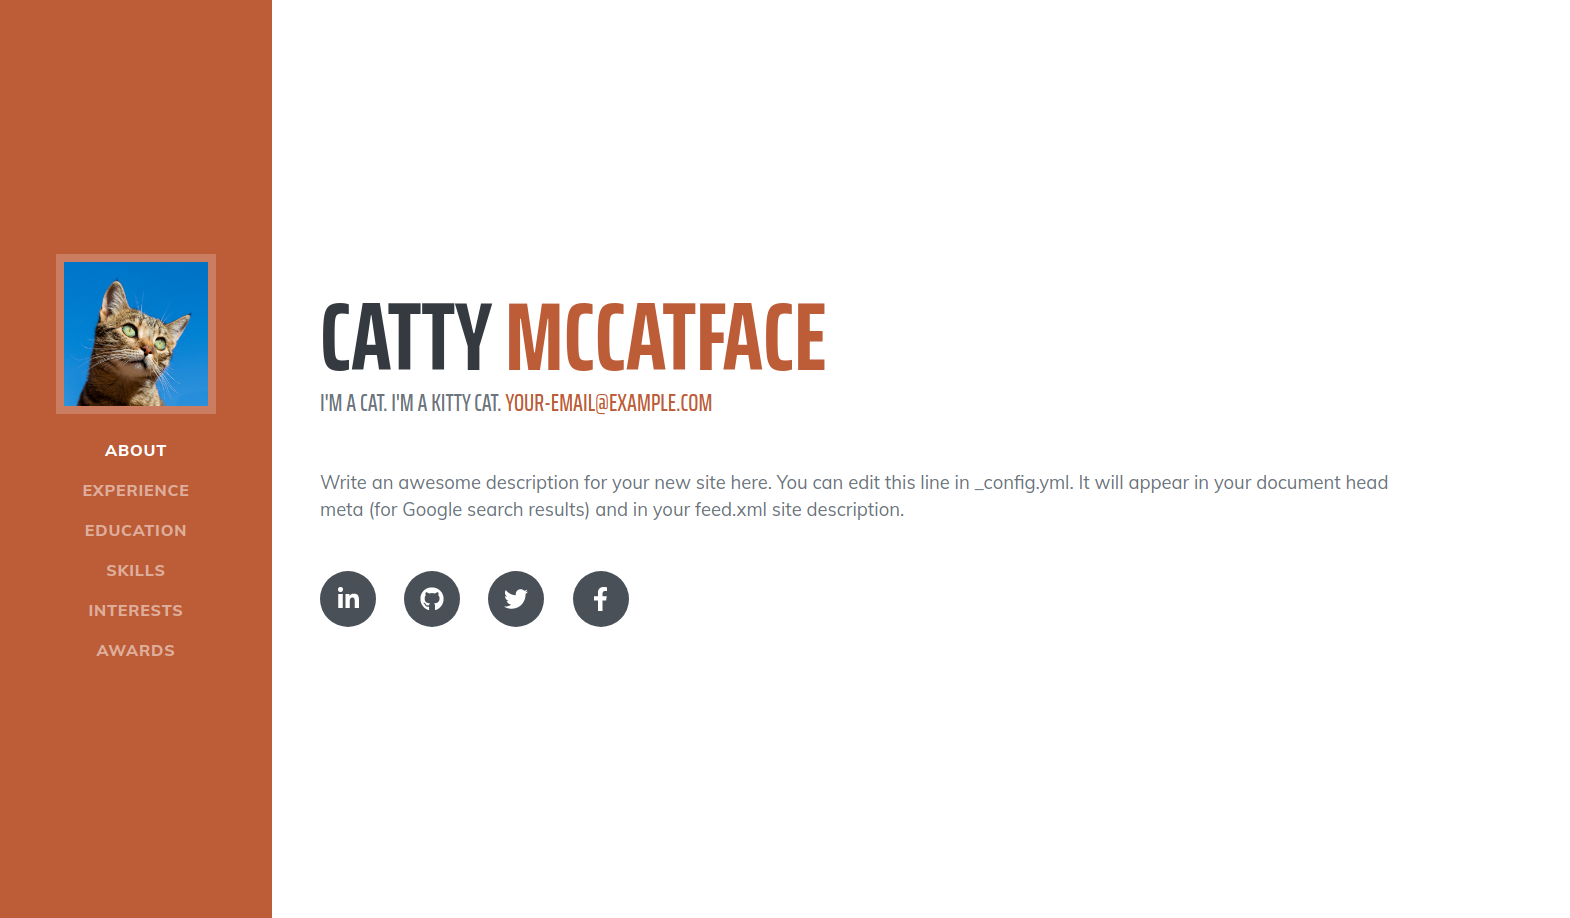 ABOUT
EXPERIENCE
EDUCATION
SKILLS
INTERESTS
AWARDS
CATTY MCCATFACE
I'M A CAT. I'M A KITTY CAT. YOUR-EMAIL@EXAMPLE.COM
Write an awesome description for your new site here. You can edit this line in _config.yml. It will appear in your document head
meta (for Google search results) and in your feed.xml site description.